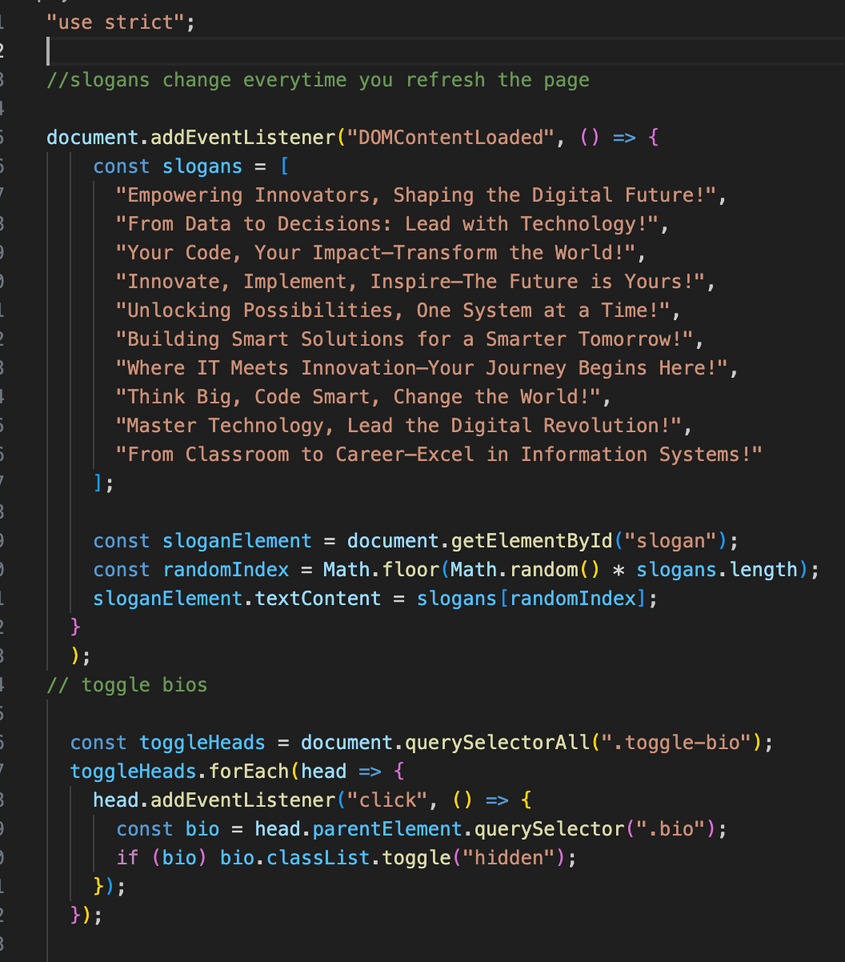 "use strict";
//slogans change everytime you refresh the page
document.addEventListener("DOMContentLoaded", () => {
    const slogans = [
      "Empowering Innovators, Shaping the Digital Future!",
      "From Data to Decisions: Lead with Technology!",
      "Your Code, Your Impact—Transform the World!",
      "Innovate, Implement, Inspire—The Future is Yours!",
      "Unlocking Possibilities, One System at a Time!",
      "Building Smart Solutions for a Smarter Tomorrow!",
      "Where IT Meets Innovation—Your Journey Begins Here!",
      "Think Big, Code Smart, Change the World!",
      "Master Technology, Lead the Digital Revolution!",
      "From Classroom to Career—Excel in Information Systems!"
    ];
    const sloganElement = document.getElementById("slogan");
    const randomIndex = Math.floor(Math.random() * slogans.length);
    sloganElement.textContent = slogans[randomIndex];
  }
  );
// toggle bios
  const toggleHeads = document.querySelectorAll(".toggle-bio");
  toggleHeads.forEach(head => {
    head.addEventListener("click", () => {
      const bio = head.parentElement.querySelector(".bio");
      if (bio) bio.classList.toggle("hidden");
    });
  });